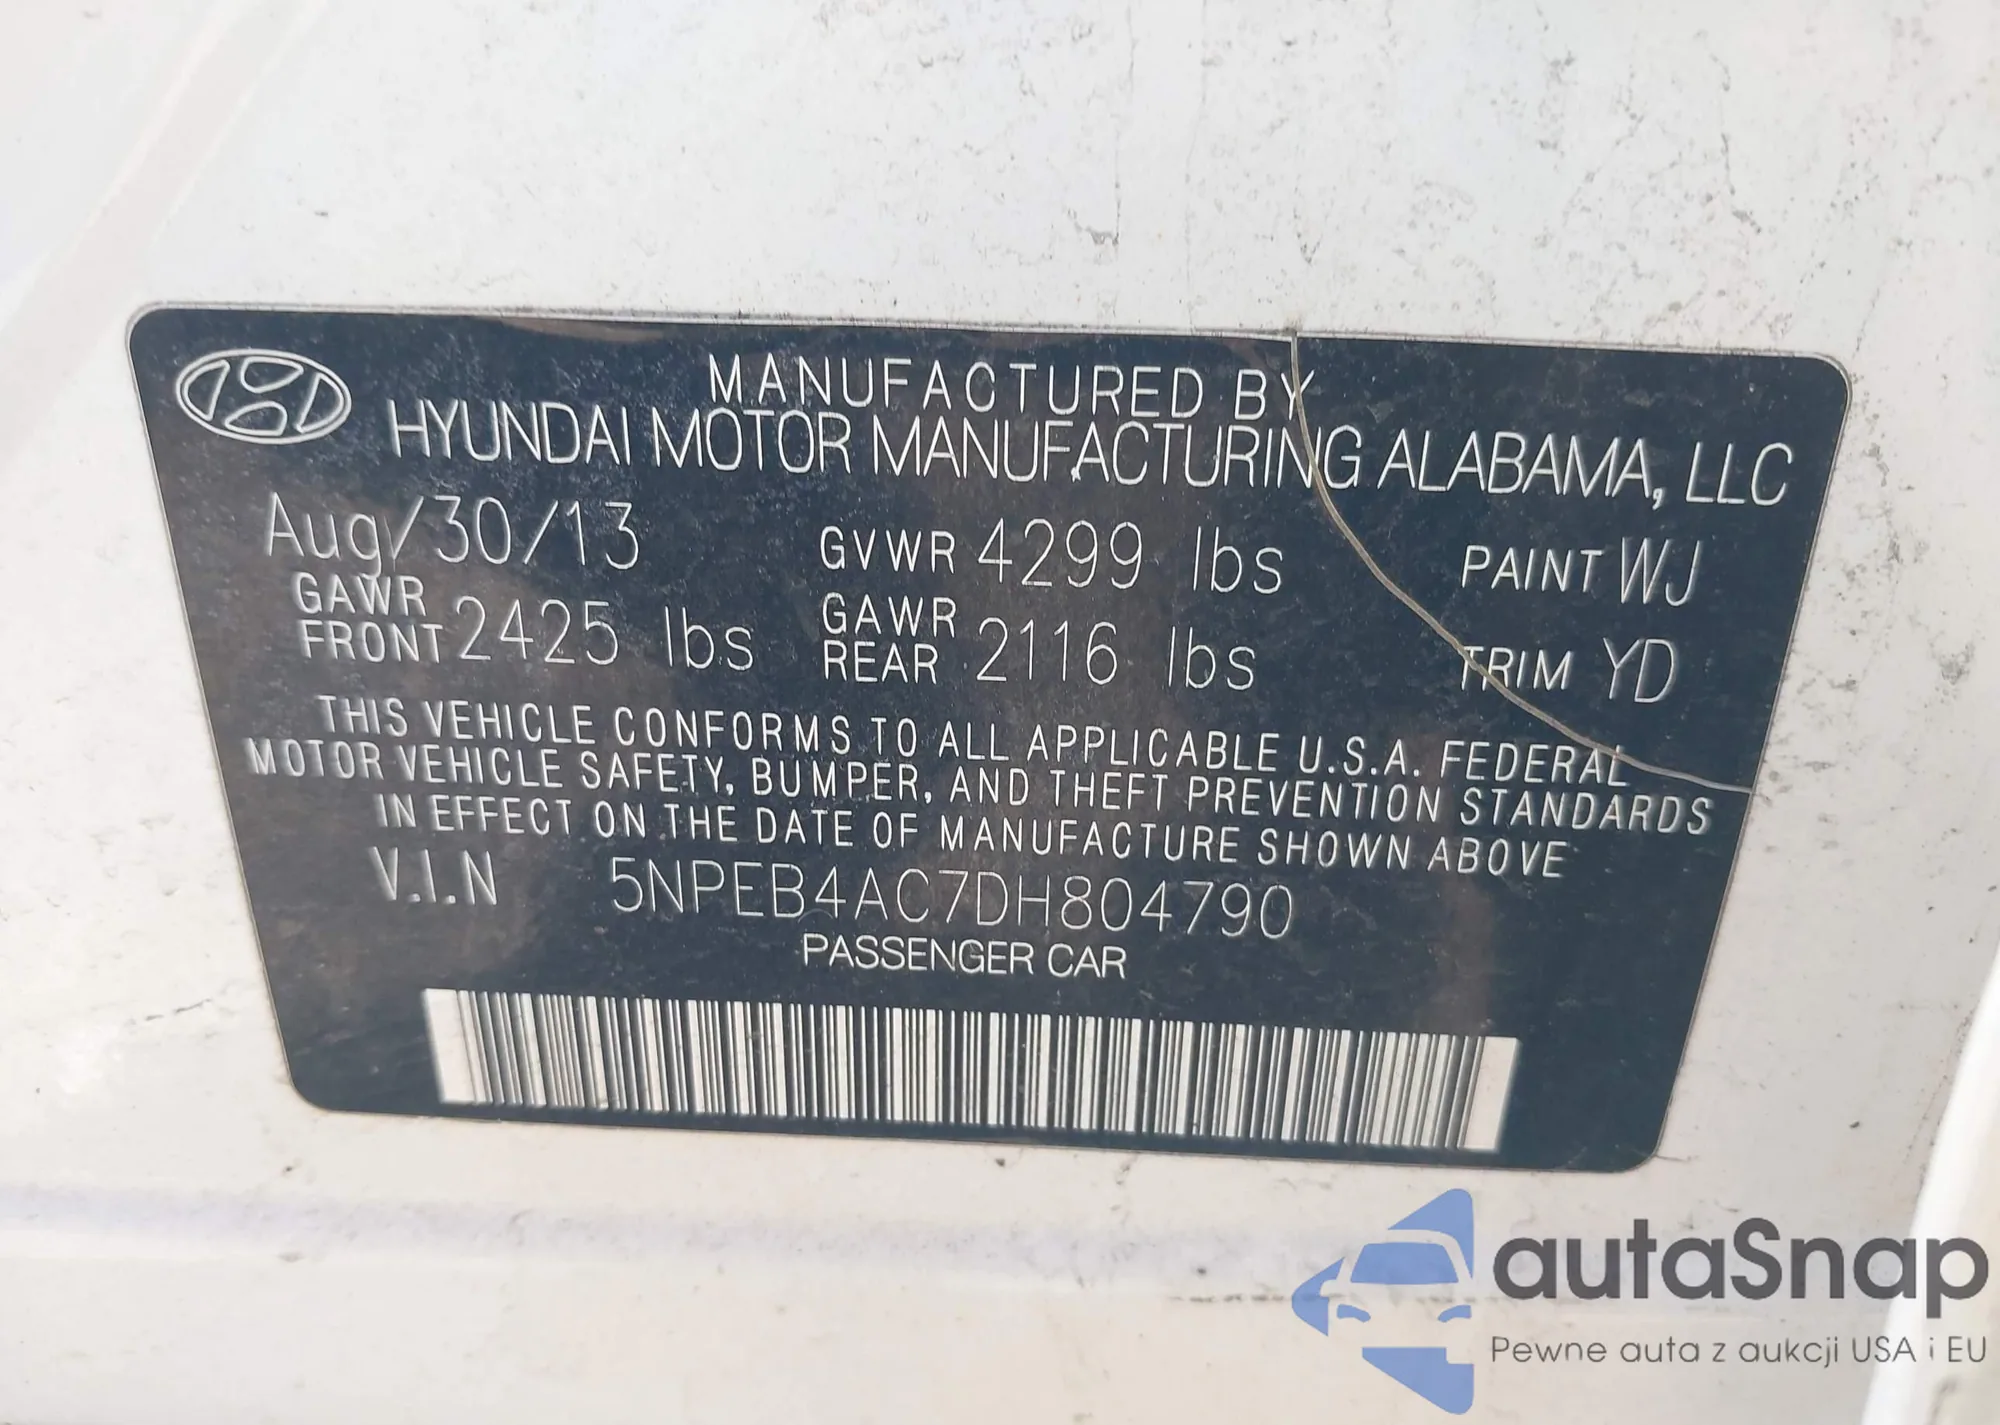 MANUFACTURED BY
HYUNDAI MOTOR MANUFACTURING ALABAMA, LLC
Aug/30/13 GVWR 4299 lbs PAINT WJ
GAWR FRONT 2425 lbs GAWR REAR 2116 lbs TRIM YD
THIS VEHICLE CONFORMS TO ALL APPLICABLE U.S.A. FEDERAL
MOTOR VEHICLE SAFETY, BUMPER, AND THEFT PREVENTION STANDARDS
IN EFFECT ON THE DATE OF MANUFACTURE SHOWN ABOVE
V.I.N 5NPEB4AC7DH804790
PASSENGER CAR
autaSnap
Pewne auta z aukcji USA i EU